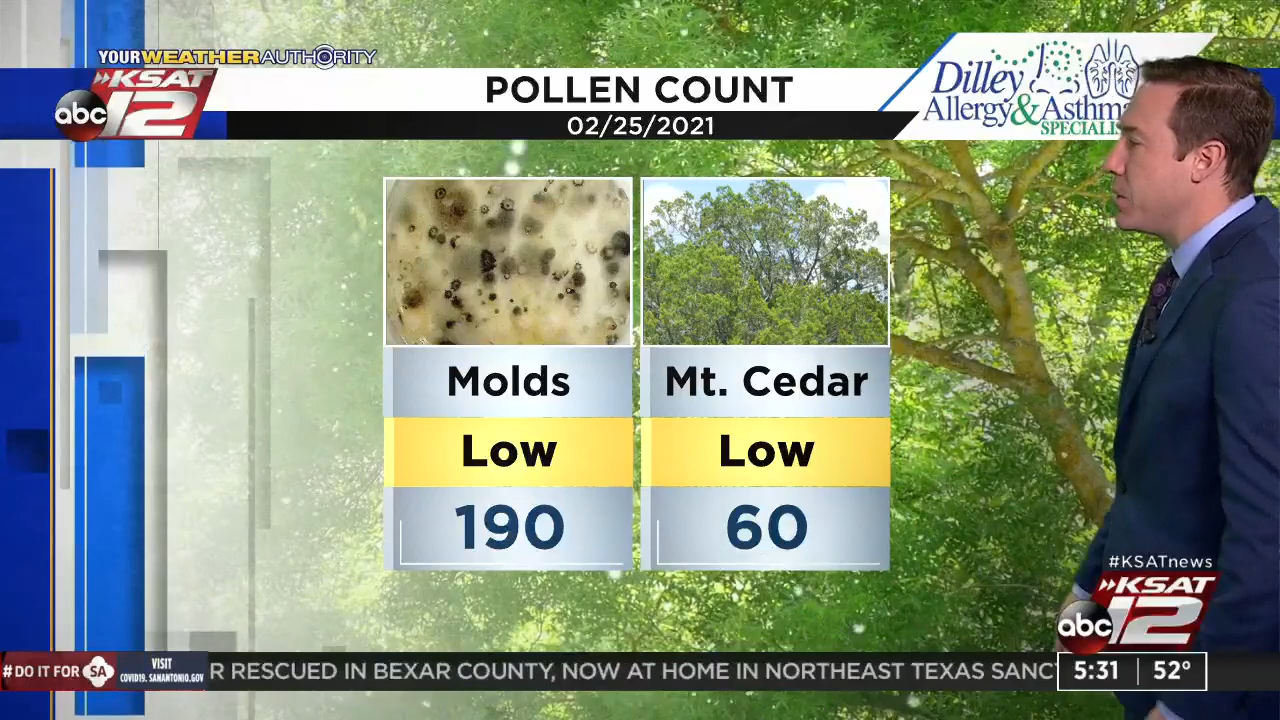 YOURWEATHERAUTHORITY
KSAT
abc 12
POLLEN COUNT
02/25/2021
Dilley
Allergy&Asthma
Molds
Mt. Cedar
Low
Low
190
60
#KSATnews
KSAT
abc 12
#DO IT FOR SA
VISIT
COVID19.SANANTONIO.GOV
R RESCUED IN BEXAR COUNTY, NOW AT HOME IN NORTHEAST TEXAS SANC
5:31
52°